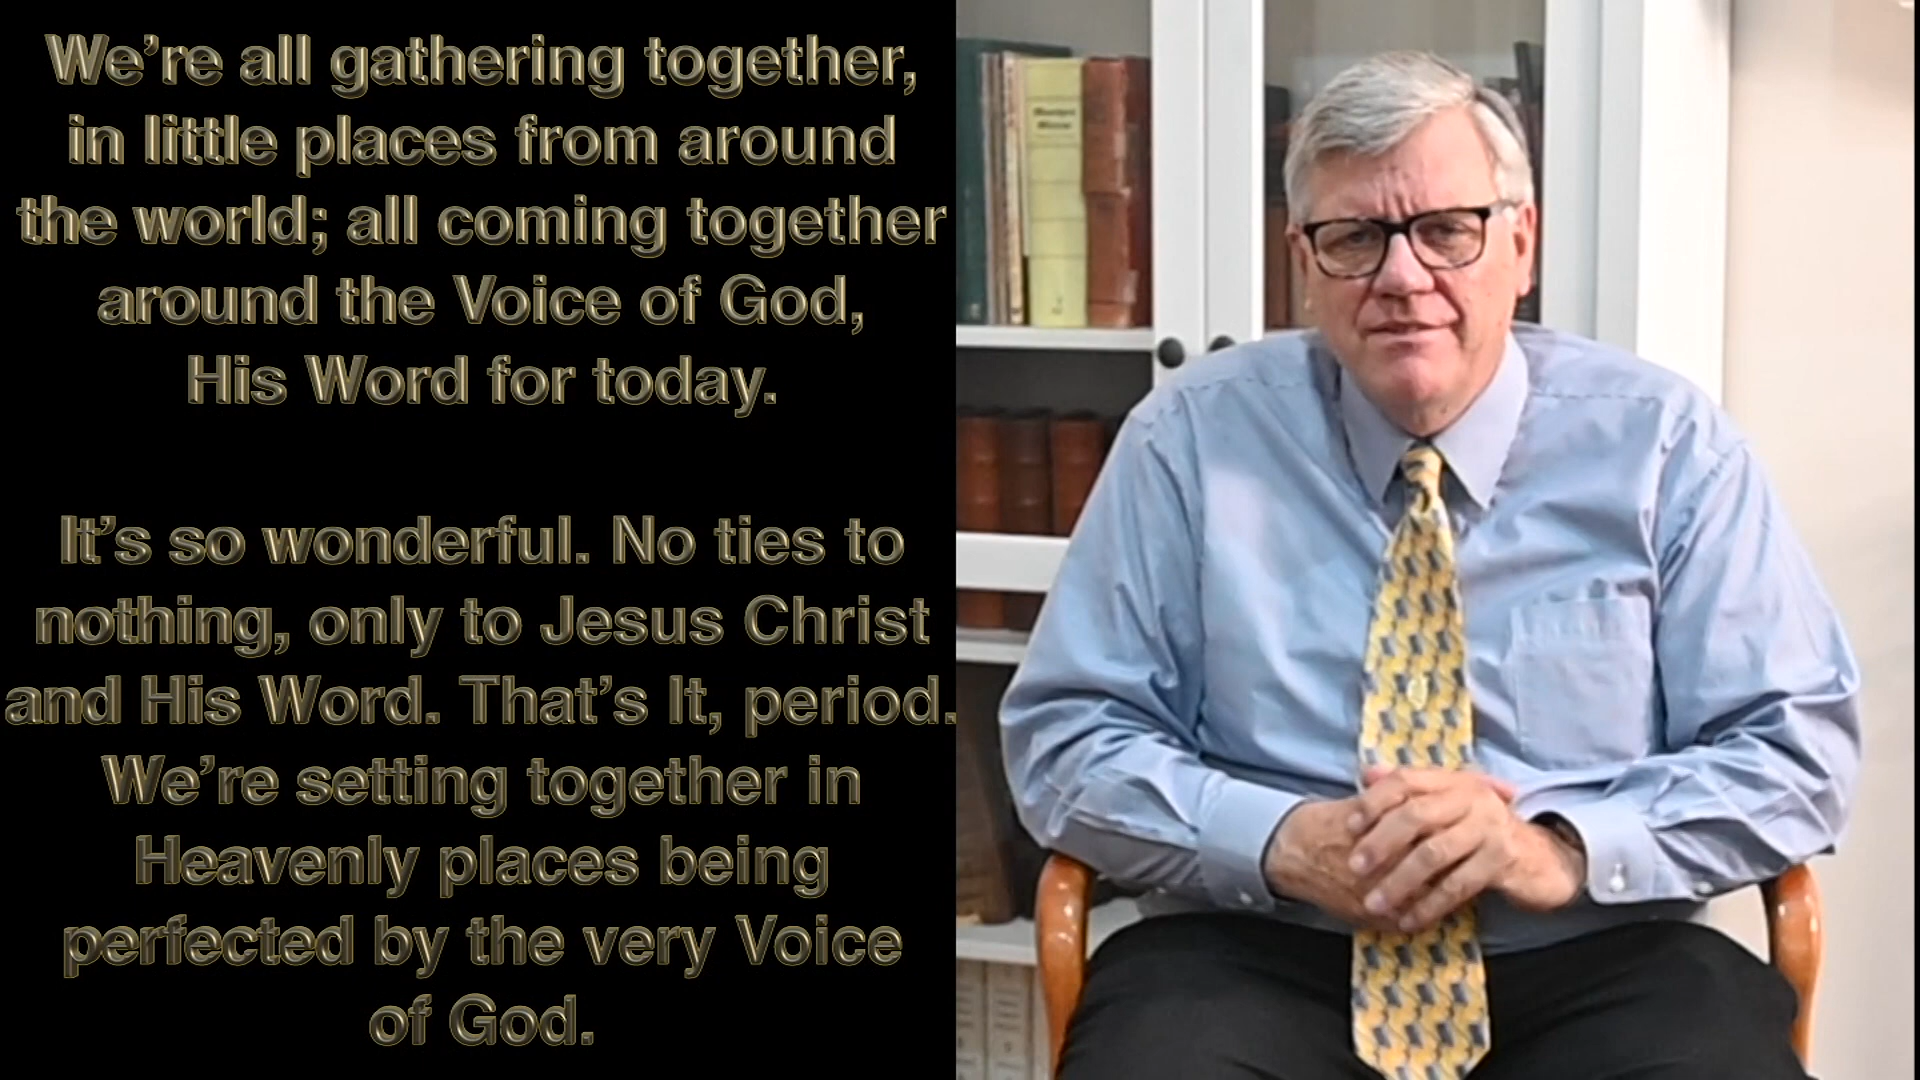 We’re all gathering together,
in little places from around
the world; all coming together
around the Voice of God,
His Word for today.
It’s so wonderful. No ties to
nothing, only to Jesus Christ
and His Word. That’s It, period.
We’re setting together in
Heavenly places being
perfected by the very Voice
of God.